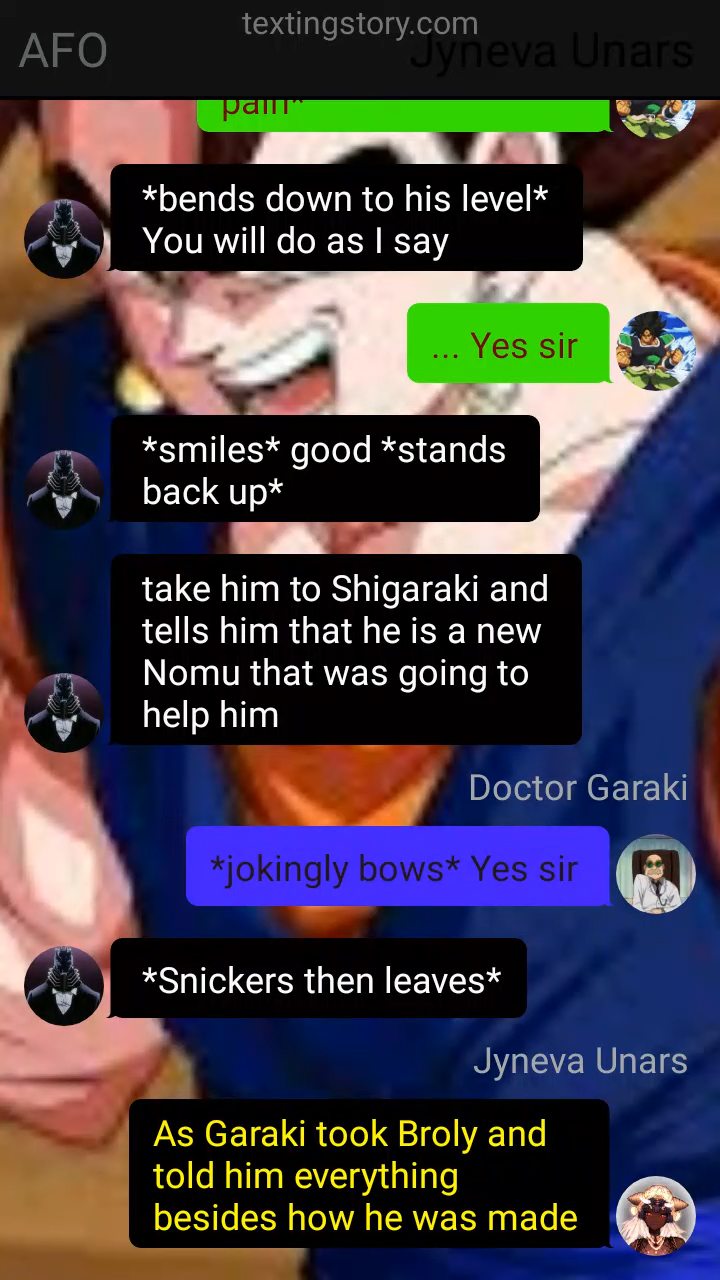 textingstory.com
AFO
Jyneva Unars
pain*
*bends down to his level*
You will do as I say
... Yes sir
*smiles* good *stands
back up*
take him to Shigaraki and
tells him that he is a new
Nomu that was going to
help him
Doctor Garaki
*jokingly bows* Yes sir
*Snickers then leaves*
Jyneva Unars
As Garaki took Broly and
told him everything
besides how he was made